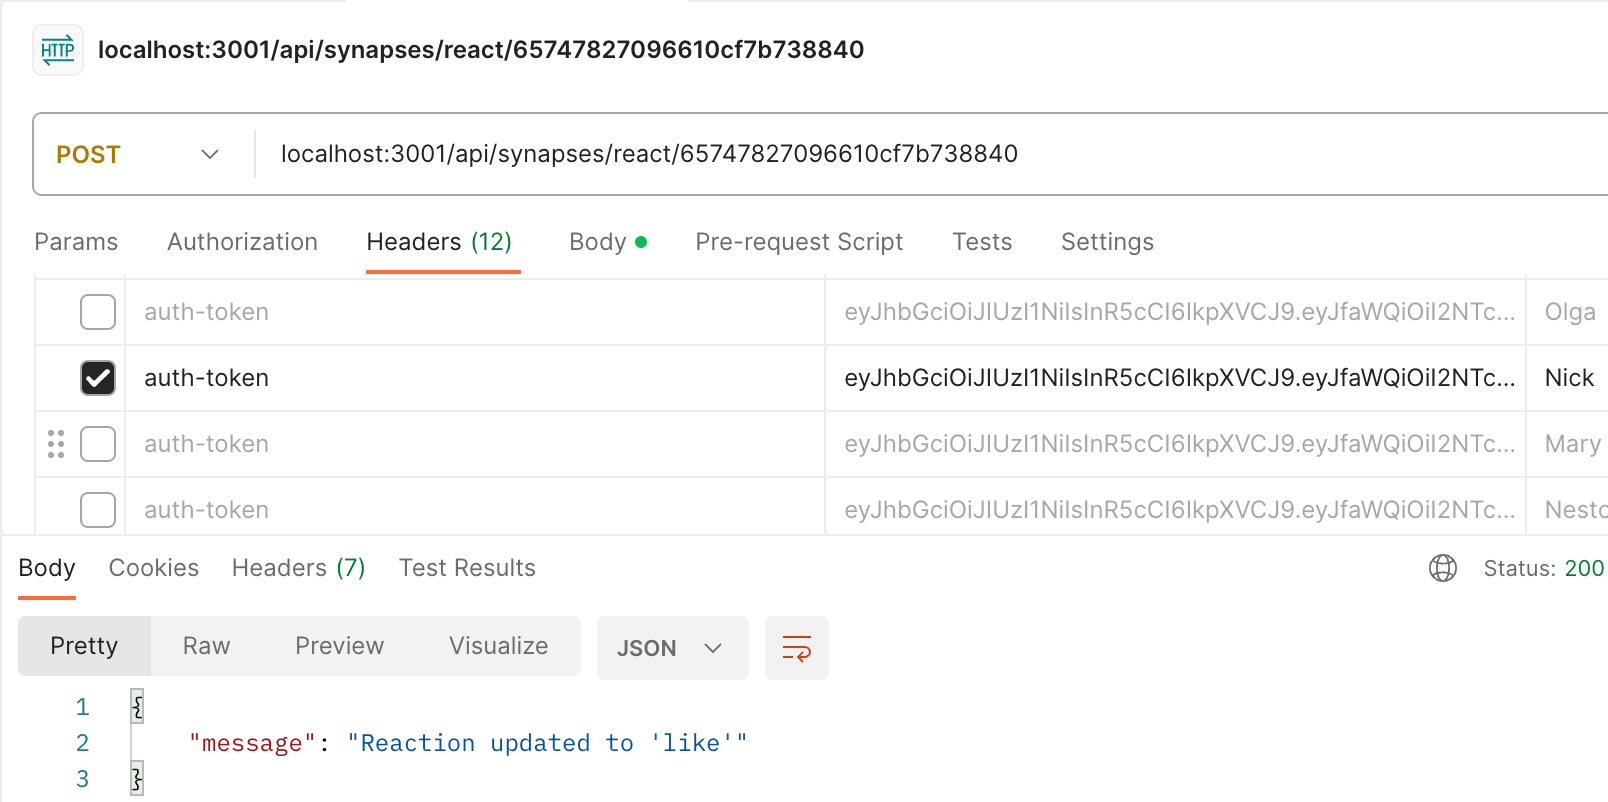 HTTP localhost:3001/api/synapses/react/65747827096610cf7b738840
POST localhost:3001/api/synapses/react/65747827096610cf7b738840
Params Authorization Headers (12) Body Pre-request Script Tests Settings
auth-token eyJhbGciOiJIUzI1NiIsInR5cCI6IkpXVCJ9.eyJfaWQiOiI2NTc... Olga
auth-token eyJhbGciOiJIUzI1NiIsInR5cCI6IkpXVCJ9.eyJfaWQiOiI2NTc... Nick
auth-token eyJhbGciOiJIUzI1NiIsInR5cCI6IkpXVCJ9.eyJfaWQiOiI2NTc... Mary
auth-token eyJhbGciOiJIUzI1NiIsInR5cCI6IkpXVCJ9.eyJfaWQiOiI2NTc... Nesto
Body Cookies Headers (7) Test Results Status: 200
Pretty Raw Preview Visualize JSON
1 {
2 "message": "Reaction updated to 'like'"
3 }